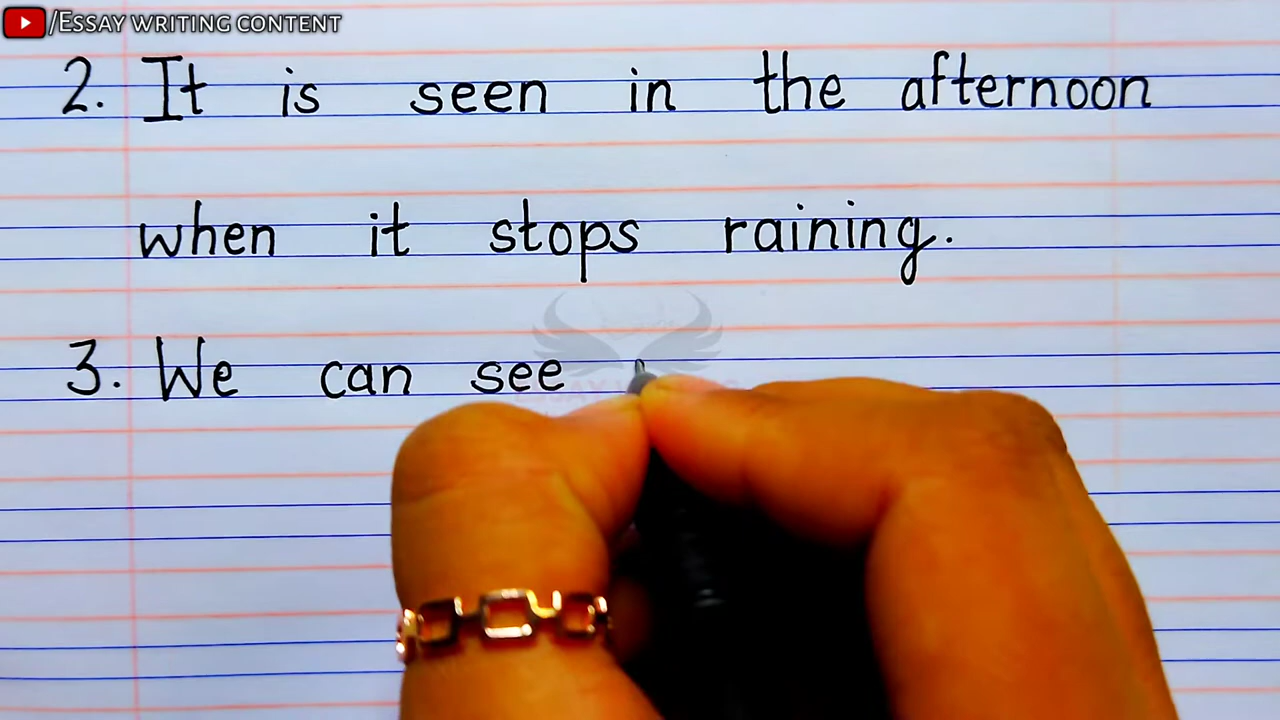 /ESSAY WRITING CONTENT
2. It is seen in the afternoon
when it stops raining.
3. We can see